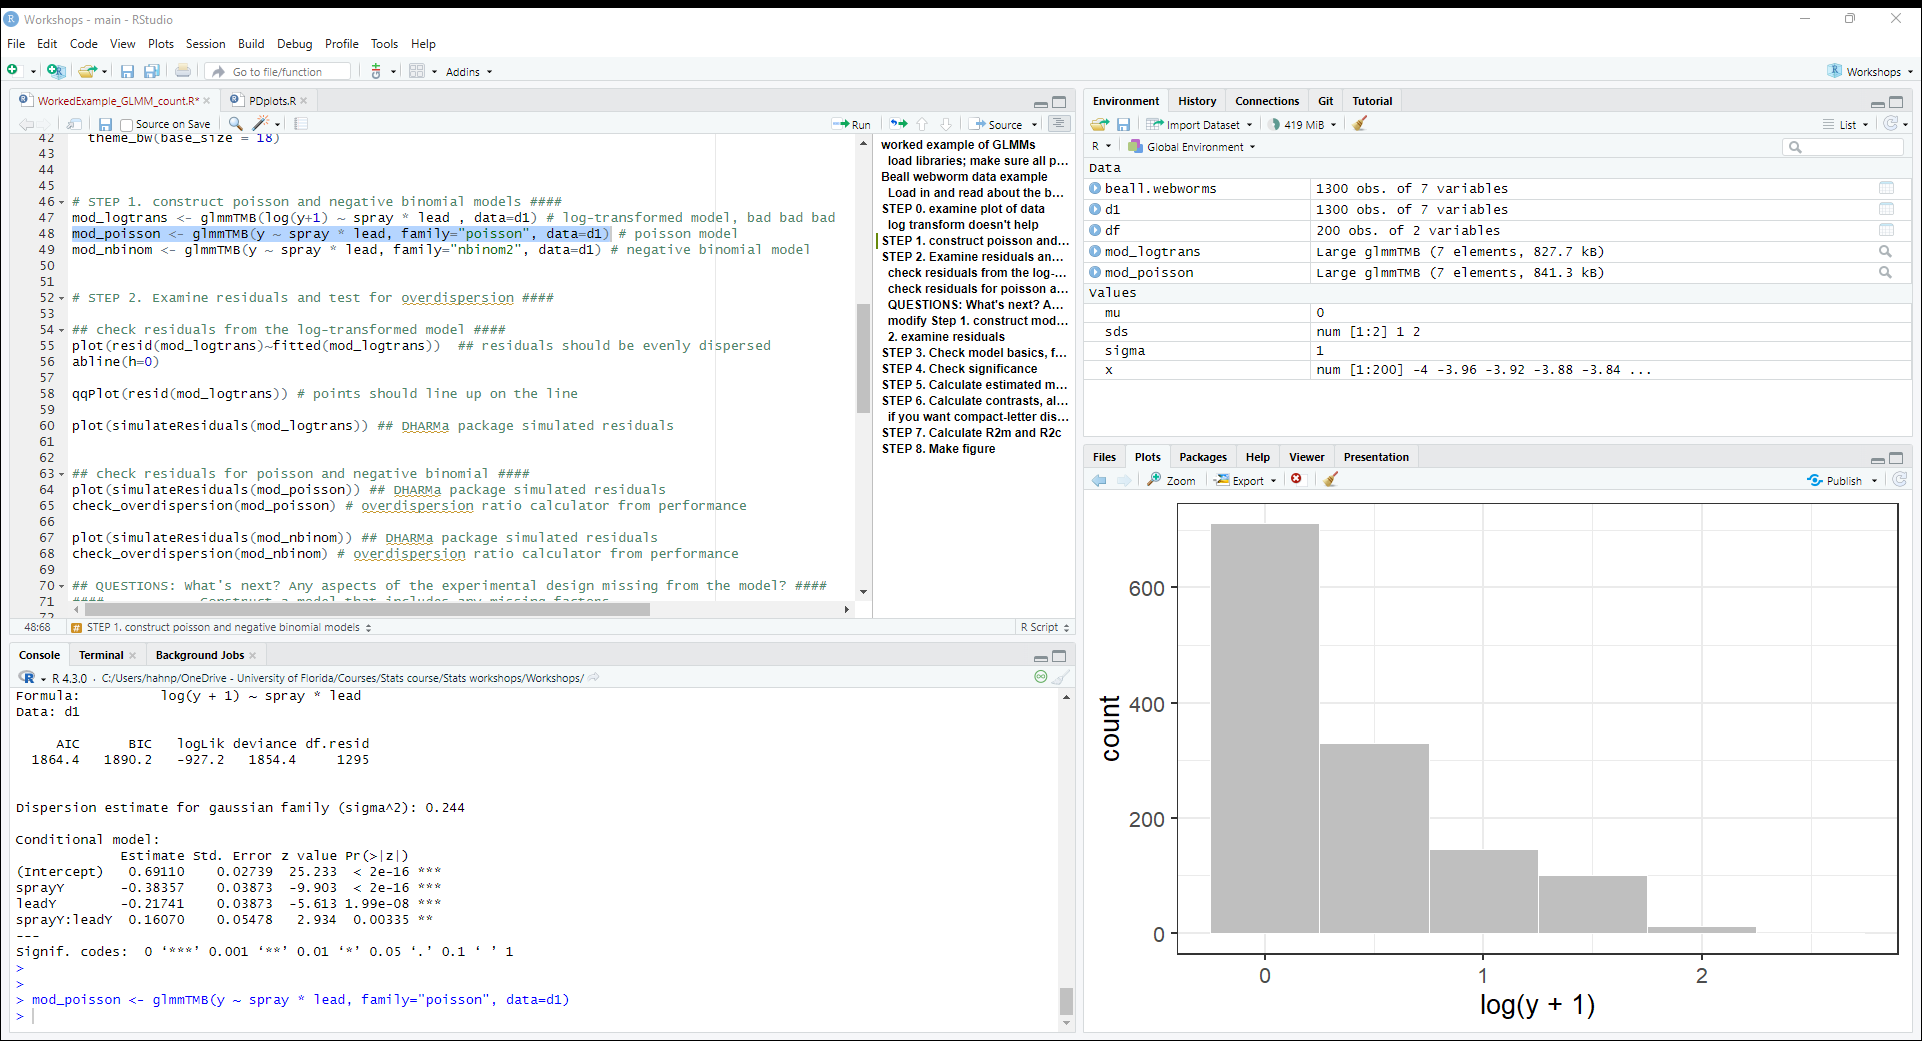 Workshops - main - RStudio
File Edit Code View Plots Session Build Debug Profile Tools Help
Go to file/function Addins Workshops
WorkedExample_GLMM_count.R* PDplots.R
Source on Save Run Source
42 theme_bw(base_size = 18)
43
44
45
46 # STEP 1. construct poisson and negative binomial models ####
47 mod_logtrans <- glmmTMB(log(y+1) ~ spray * lead , data=d1) # log-transformed model, bad bad bad
48 mod_poisson <- glmmTMB(y ~ spray * lead, family="poisson", data=d1) # poisson model
49 mod_nbinom <- glmmTMB(y ~ spray * lead, family="nbinom2", data=d1) # negative binomial model
50
51
52 # STEP 2. Examine residuals and test for overdispersion ####
53
54 ## check residuals from the log-transformed model ####
55 plot(resid(mod_logtrans)~fitted(mod_logtrans)) ## residuals should be evenly dispersed
56 abline(h=0)
57
58 qqPlot(resid(mod_logtrans)) # points should line up on the line
59
60 plot(simulateResiduals(mod_logtrans)) ## DHARMa package simulated residuals
61
62
63 ## check residuals for poisson and negative binomial ####
64 plot(simulateResiduals(mod_poisson)) ## DHARMa package simulated residuals
65 check_overdispersion(mod_poisson) # overdispersion ratio calculator from performance
66
67 plot(simulateResiduals(mod_nbinom)) ## DHARMa package simulated residuals
68 check_overdispersion(mod_nbinom) # overdispersion ratio calculator from performance
69
70 ## QUESTIONS: What's next? Any aspects of the experimental design missing from the model? ####
71 #### Construct a model that includes any missing factors
72
48:68 STEP 1. construct poisson and negative binomial models R Script
worked example of GLMMs
load libraries; make sure all p...
Beall webworm data example
Load in and read about the b...
STEP 0. examine plot of data
log transform doesn't help
STEP 1. construct poisson and...
STEP 2. Examine residuals an...
check residuals from the log-...
check residuals for poisson a...
QUESTIONS: What's next? A...
modify Step 1. construct mod...
2. examine residuals
STEP 3. Check model basics, f...
STEP 4. Check significance
STEP 5. Calculate estimated m...
STEP 6. Calculate contrasts, al...
if you want compact-letter dis...
STEP 7. Calculate R2m and R2c
STEP 8. Make figure
Console Terminal Background Jobs
R 4.3.0 · C:/Users/hahnp/OneDrive - University of Florida/Courses/Stats course/Stats workshops/Workshops/
Formula: log(y + 1) ~ spray * lead
Data: d1
AIC BIC logLik deviance df.resid
1864.4 1890.2 -927.2 1854.4 1295
Dispersion estimate for gaussian family (sigma^2): 0.244
Conditional model:
Estimate Std. Error z value Pr(>|z|)
(Intercept) 0.69110 0.02739 25.233 < 2e-16 ***
sprayY -0.38357 0.03873 -9.903 < 2e-16 ***
leadY -0.21741 0.03873 -5.613 1.99e-08 ***
sprayY:leadY 0.16070 0.05478 2.934 0.00335 **
---
Signif. codes: 0 ‘***’ 0.001 ‘**’ 0.01 ‘*’ 0.05 ‘.’ 0.1 ‘ ’ 1
>
>
> mod_poisson <- glmmTMB(y ~ spray * lead, family="poisson", data=d1)
>
Environment History Connections Git Tutorial
Import Dataset 419 MiB List
R Global Environment
Data
beall.webworms 1300 obs. of 7 variables
d1 1300 obs. of 7 variables
df 200 obs. of 2 variables
mod_logtrans Large glmmTMB (7 elements, 827.7 kB)
mod_poisson Large glmmTMB (7 elements, 841.3 kB)
Values
mu 0
sds num [1:2] 1 2
sigma 1
x num [1:200] -4 -3.96 -3.92 -3.88 -3.84 ...
Files Plots Packages Help Viewer Presentation
Zoom Export Publish
600
400
200
0
count
0 1 2
log(y + 1)